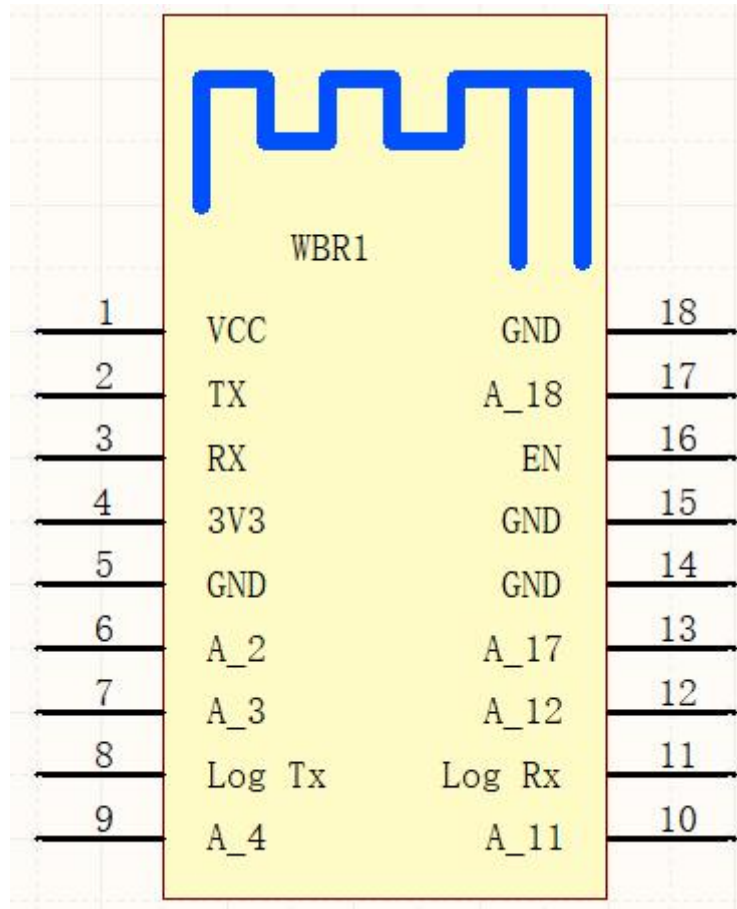 WBR1
1 VCC GND 18
2 TX A_18 17
3 RX EN 16
4 3V3 GND 15
5 GND GND 14
6 A_2 A_17 13
7 A_3 A_12 12
8 Log Tx Log Rx 11
9 A_4 A_11 10